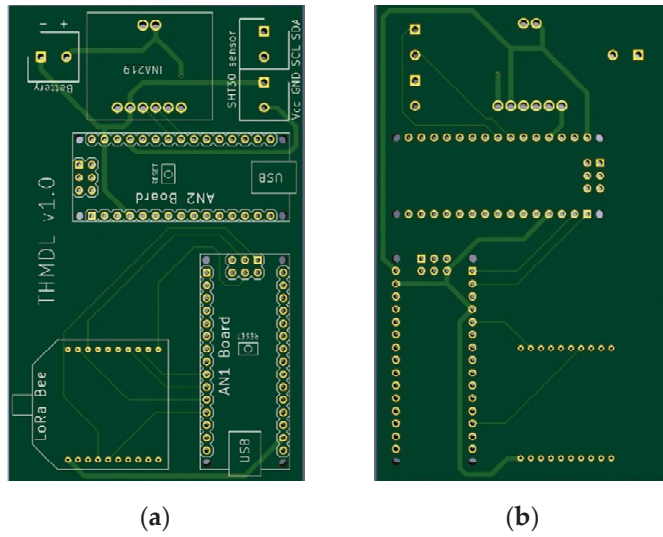 - +
Battery
INA219
SHT30 sensor
Vcc GND SCL SDA
RESET
USB
AN2 Board
THMDL v1.0
RESET
AN1 Board
USB
LoRa Bee
(a)
(b)